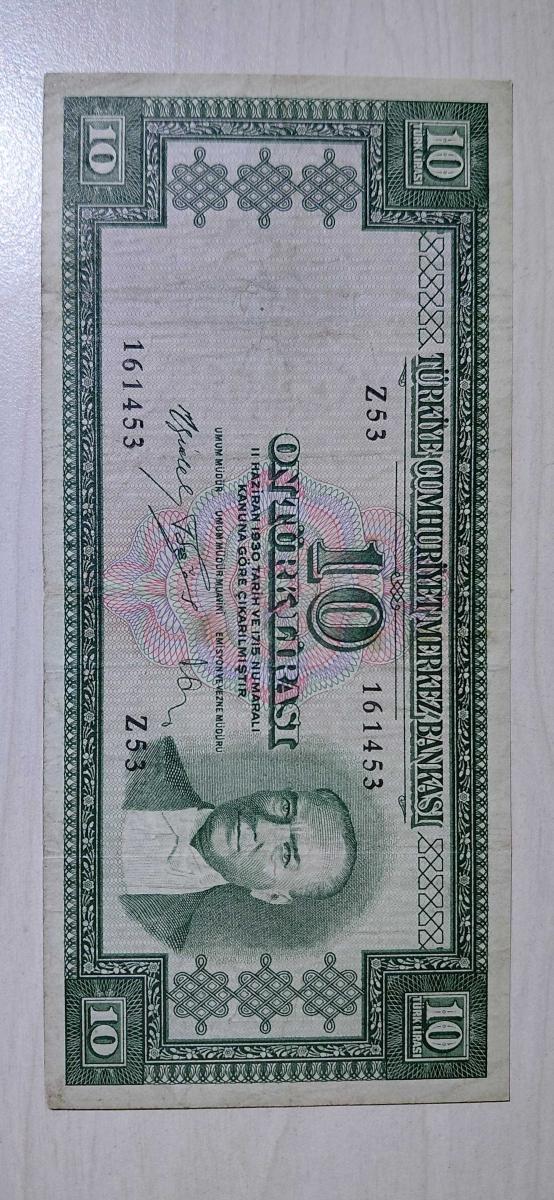 10
10
TÜRK LİRASI
TÜRKİYE CUMHURİYET MERKEZ BANKASI
10
TÜRK LİRASI
Z53
161453
10
ON TÜRK LİRASI
11 HAZİRAN 1930 TARİH VE 1715 NUMARALI
KANUNA GÖRE ÇIKARILMIŞTIR
UMUM MÜDÜR UMUM MÜDÜR MUAVİNİ EMİSYON VE VEZNE MÜDÜRÜ
161453
Z53
10